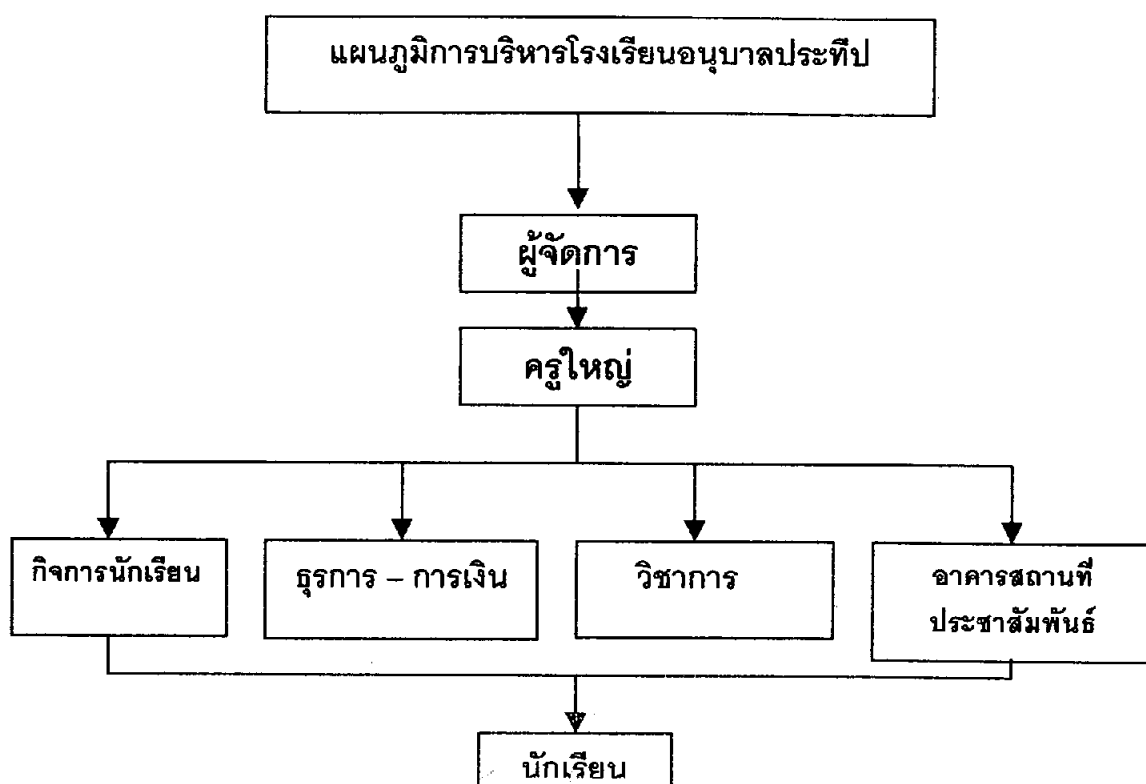 แผนภูมิการบริหารโรงเรียนอนุบาลประทีป
ผู้จัดการ
ครูใหญ่
กิจการนักเรียน
ธุรการ – การเงิน
วิชาการ
อาคารสถานที่
ประชาสัมพันธ์
นักเรียน